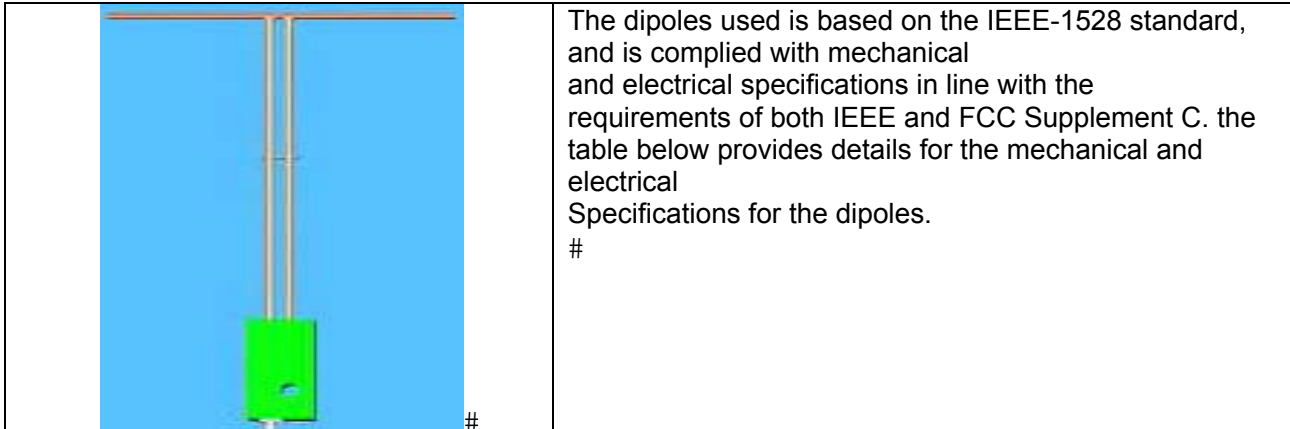 The dipoles used is based on the IEEE-1528 standard,
and is complied with mechanical
and electrical specifications in line with the
requirements of both IEEE and FCC Supplement C. the
table below provides details for the mechanical and
electrical
Specifications for the dipoles.
#
#